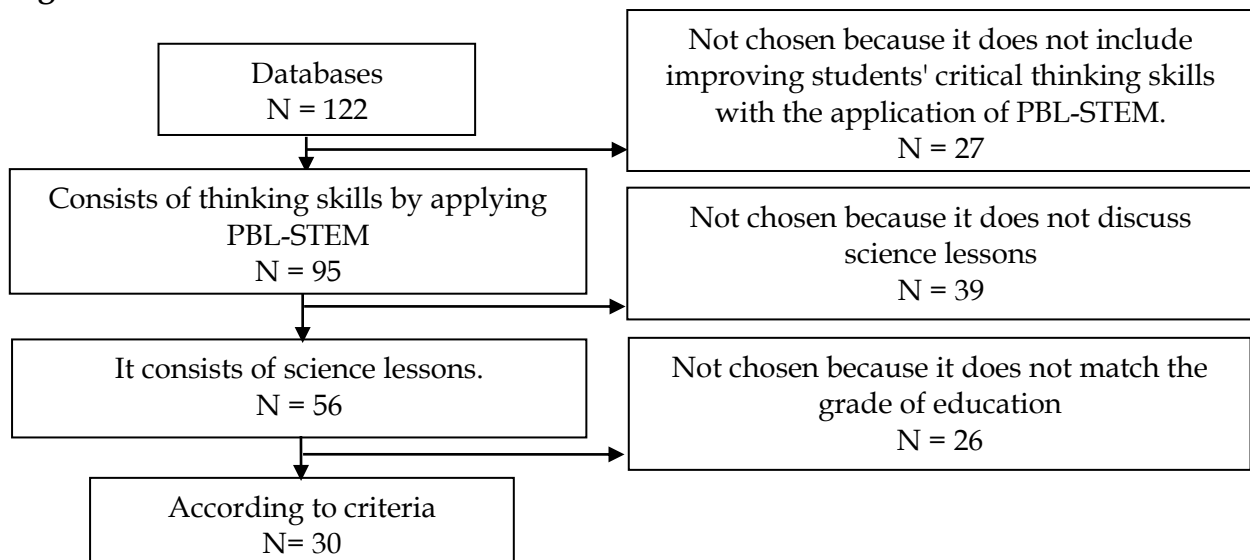 Databases
N = 122
Not chosen because it does not include
improving students' critical thinking skills
with the application of PBL-STEM.
N = 27
Consists of thinking skills by applying
PBL-STEM
N = 95
Not chosen because it does not discuss
science lessons
N = 39
It consists of science lessons.
N = 56
Not chosen because it does not match the
grade of education
N = 26
According to criteria
N= 30